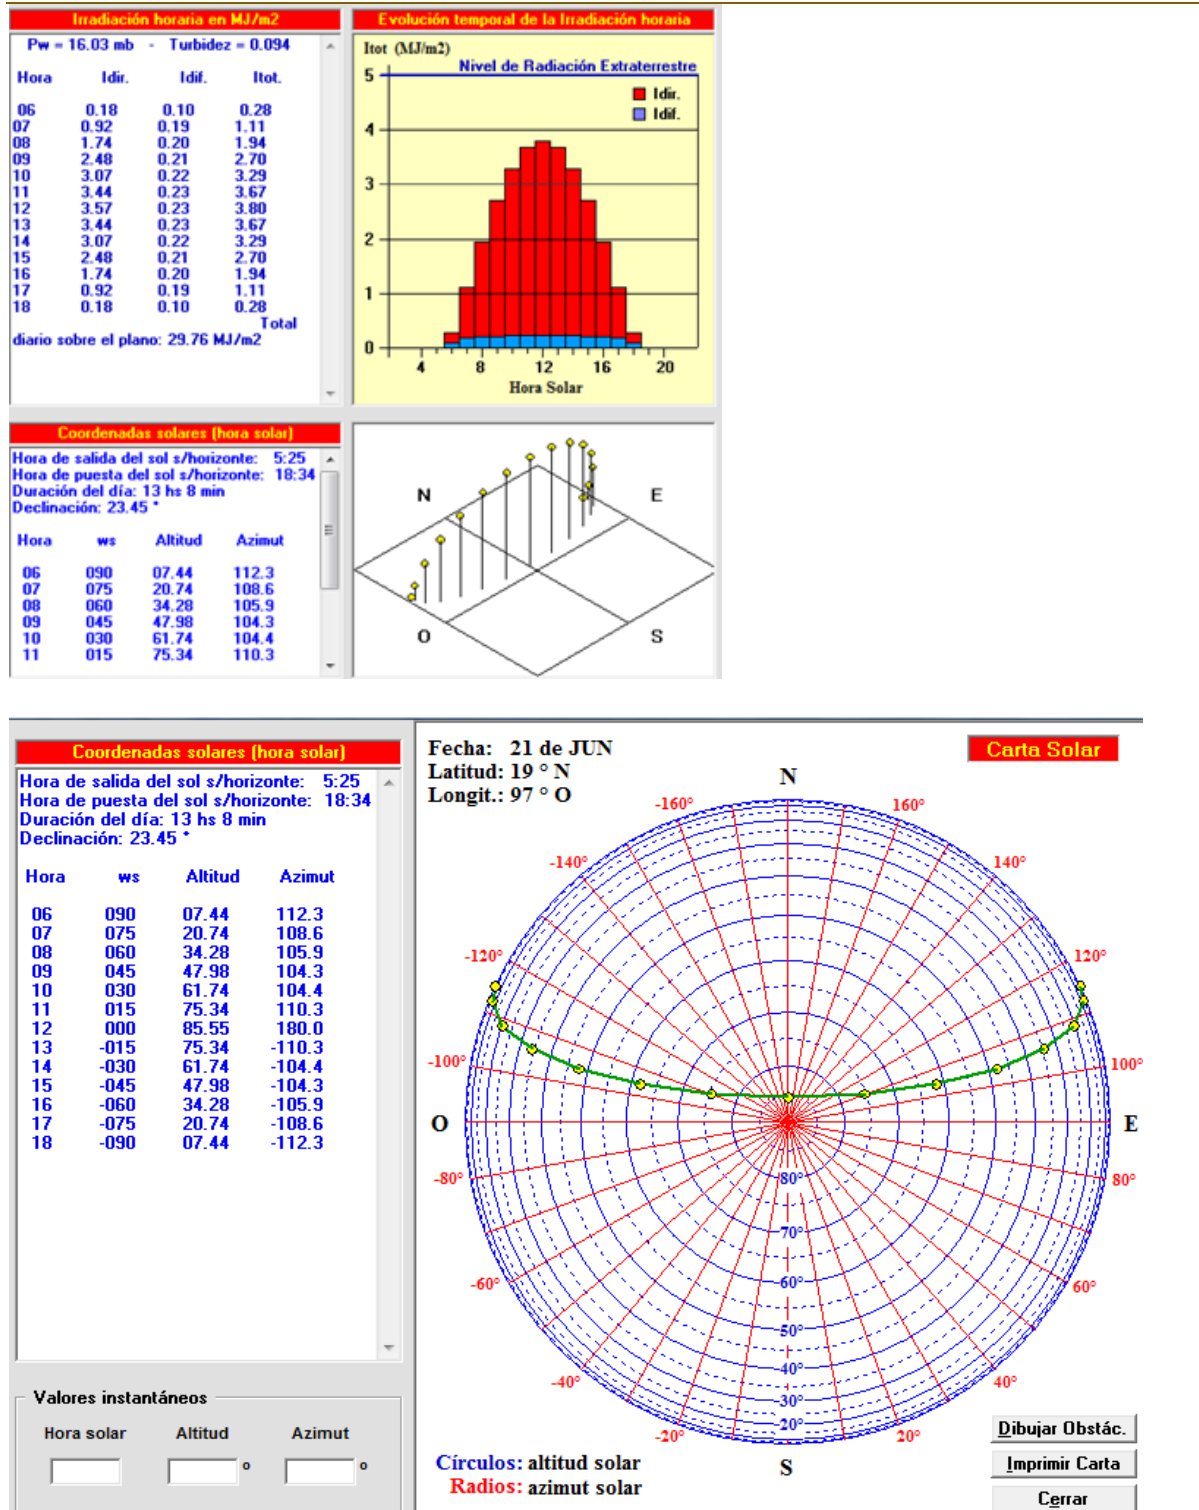 Irradiación horaria en MJ/m2
Pw = 16.03 mb - Turbidez = 0.094
Hora Idir. Idif. Itot.
06 0.18 0.10 0.28
07 0.92 0.19 1.11
08 1.74 0.20 1.94
09 2.48 0.21 2.70
10 3.07 0.22 3.29
11 3.44 0.23 3.67
12 3.57 0.23 3.80
13 3.44 0.23 3.67
14 3.07 0.22 3.29
15 2.48 0.21 2.70
16 1.74 0.20 1.94
17 0.92 0.19 1.11
18 0.18 0.10 0.28
Total
diario sobre el plano: 29.76 MJ/m2
Evolución temporal de la Irradiación horaria
Itot (MJ/m2)
Nivel de Radiación Extraterrestre
Idir.
Idif.
5
4
3
2
1
0
4 8 12 16 20
Hora Solar
Coordenadas solares (hora solar)
Hora de salida del sol s/horizonte: 5:25
Hora de puesta del sol s/horizonte: 18:34
Duración del día: 13 hs 8 min
Declinación: 23.45 °
Hora ws Altitud Azimut
06 090 07.44 112.3
07 075 20.74 108.6
08 060 34.28 105.9
09 045 47.98 104.3
10 030 61.74 104.4
11 015 75.34 110.3
N E
O S
Coordenadas solares (hora solar)
Hora de salida del sol s/horizonte: 5:25
Hora de puesta del sol s/horizonte: 18:34
Duración del día: 13 hs 8 min
Declinación: 23.45 °
Hora ws Altitud Azimut
06 090 07.44 112.3
07 075 20.74 108.6
08 060 34.28 105.9
09 045 47.98 104.3
10 030 61.74 104.4
11 015 75.34 110.3
12 000 85.55 180.0
13 -015 75.34 -110.3
14 -030 61.74 -104.4
15 -045 47.98 -104.3
16 -060 34.28 -105.9
17 -075 20.74 -108.6
18 -090 07.44 -112.3
Valores instantáneos
Hora solar Altitud Azimut
° °
Fecha: 21 de JUN
Latitud: 19 ° N
Longit.: 97 ° O
Carta Solar
N
-160° 160°
-140° 140°
-120° 120°
-100° 100°
O E
-80° 80°
80°
70°
-60° 60°
60°
50°
40°
-40° 40°
30°
20°
-20° 20°
S
Círculos: altitud solar
Radios: azimut solar
Dibujar Obstác.
Imprimir Carta
Cerrar